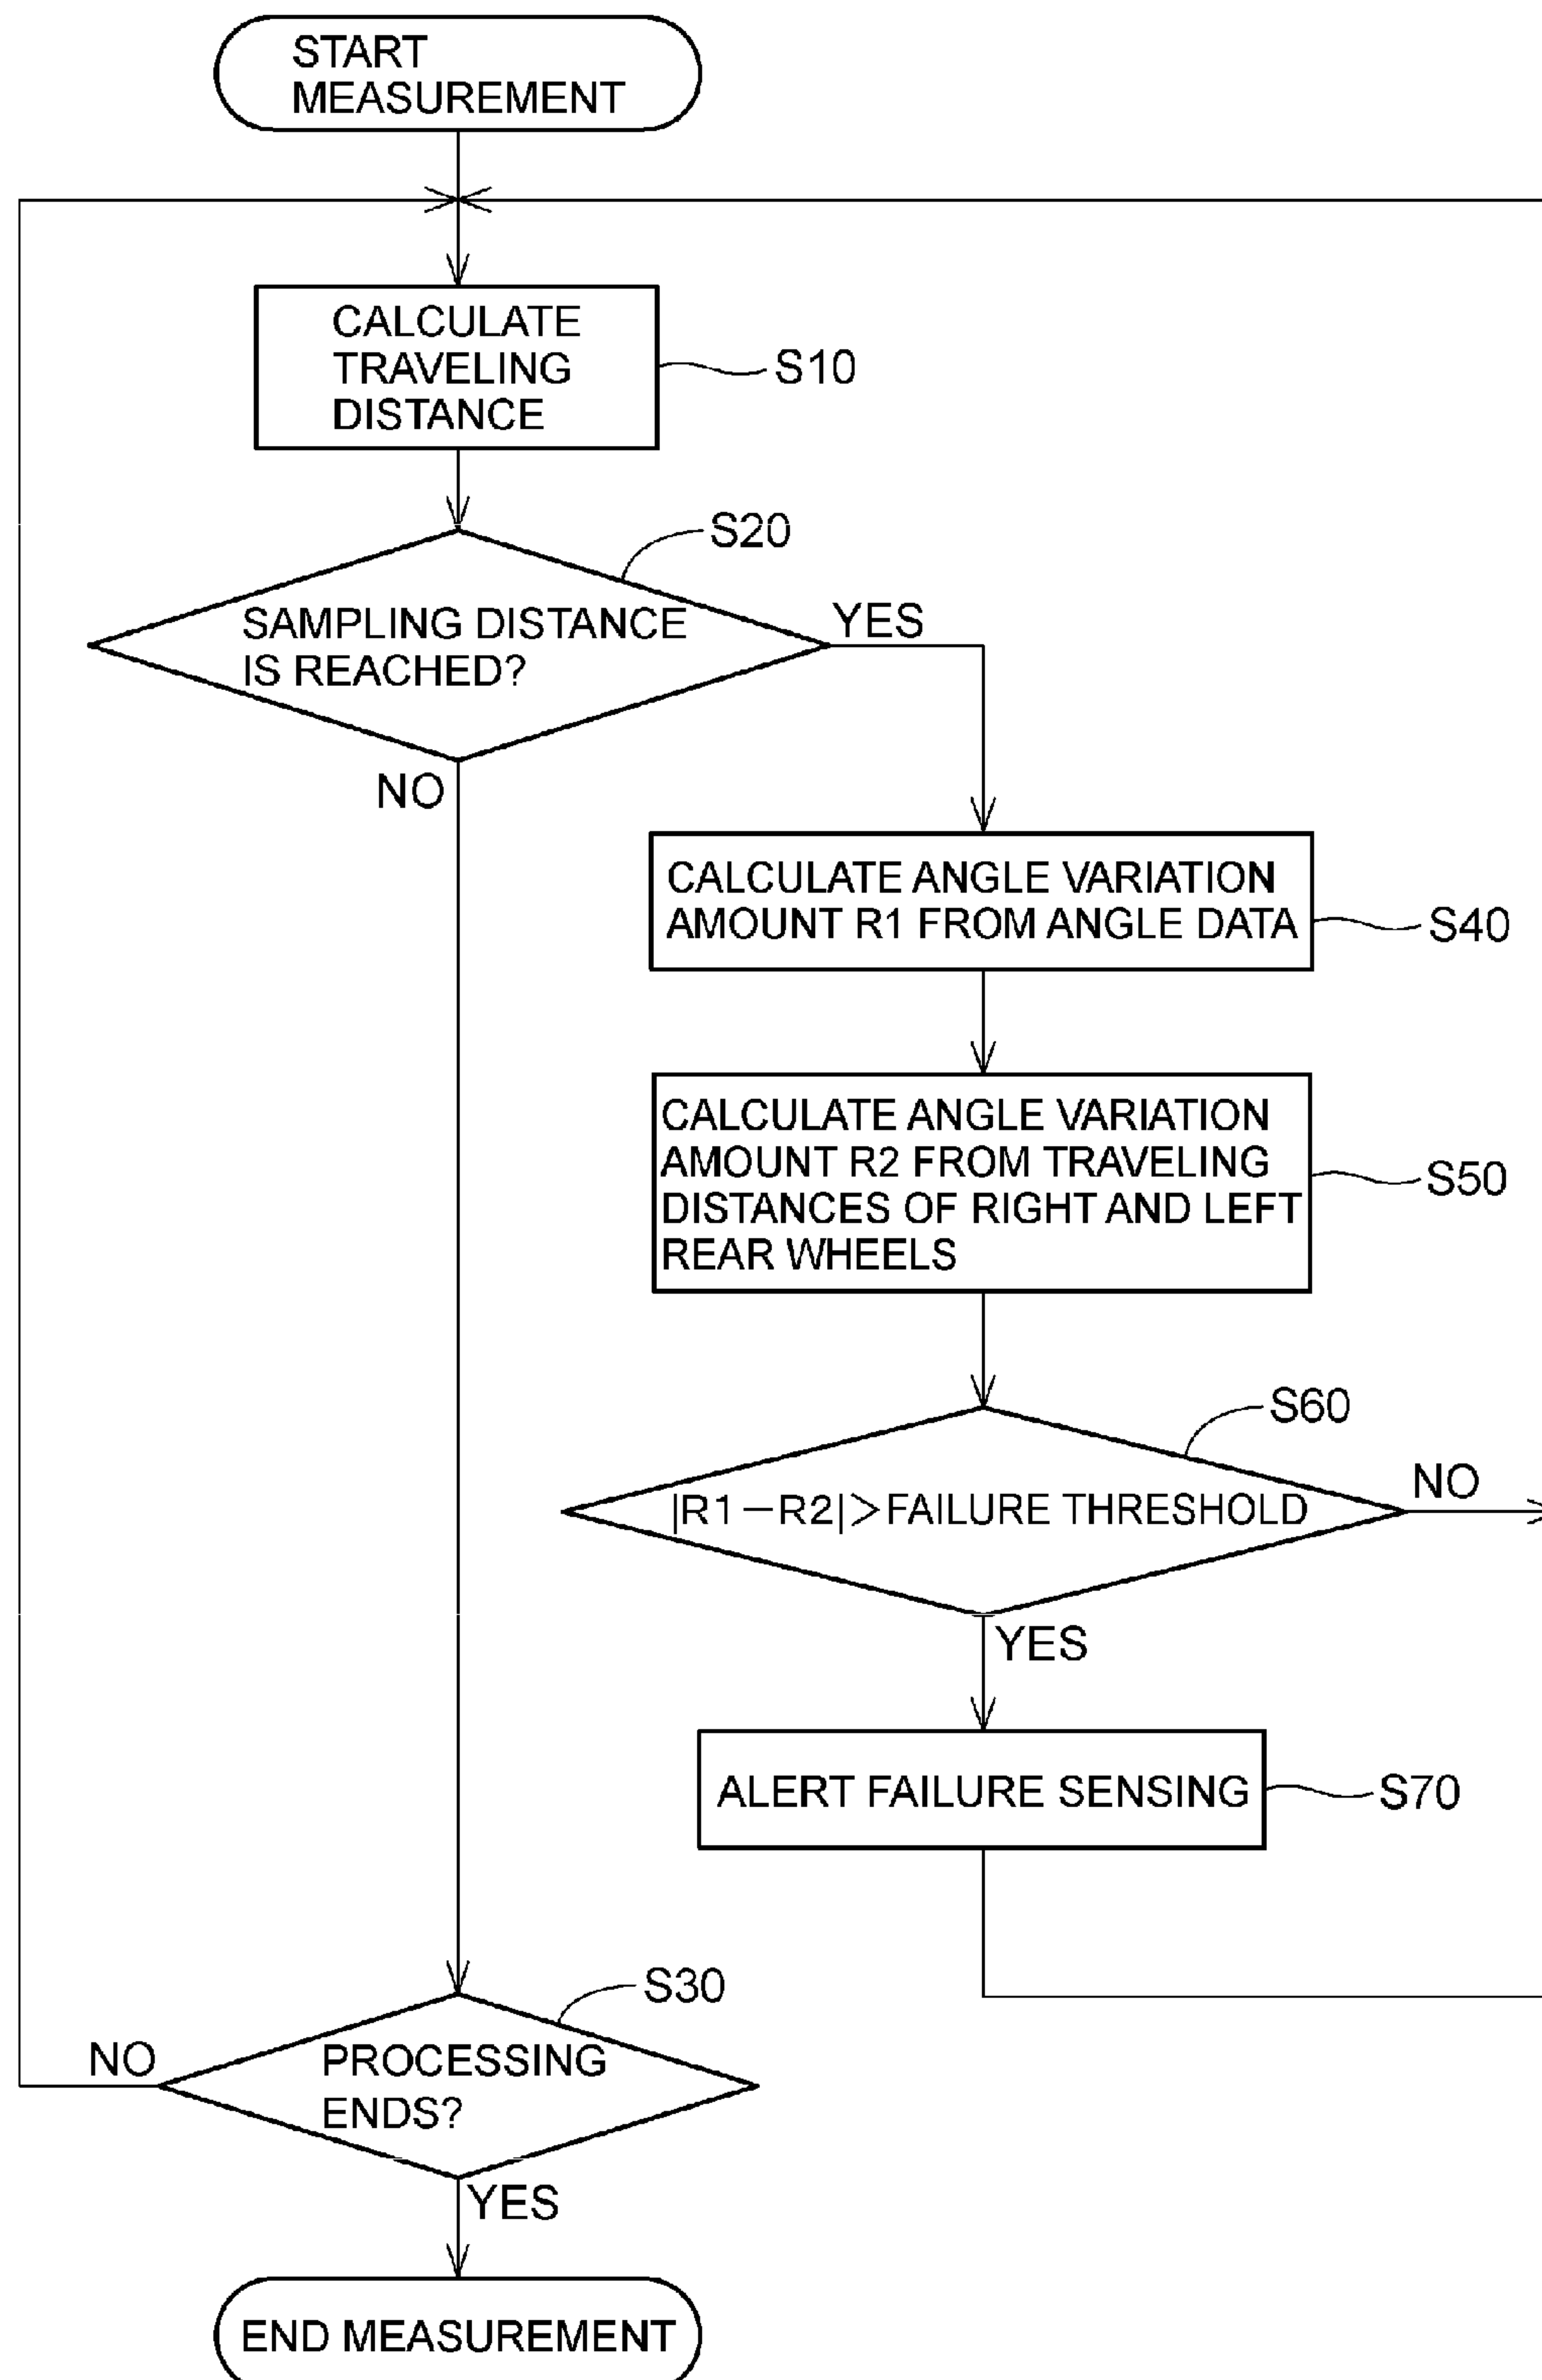 START
MEASUREMENT
CALCULATE
TRAVELING
DISTANCE
S10
S20
SAMPLING DISTANCE
IS REACHED?
YES
NO
CALCULATE ANGLE VARIATION
AMOUNT R1 FROM ANGLE DATA
S40
CALCULATE ANGLE VARIATION
AMOUNT R2 FROM TRAVELING
DISTANCES OF RIGHT AND LEFT
REAR WHEELS
S50
S60
|R1-R2|>FAILURE THRESHOLD
NO
YES
ALERT FAILURE SENSING
S70
S30
PROCESSING
ENDS?
NO
YES
END MEASUREMENT